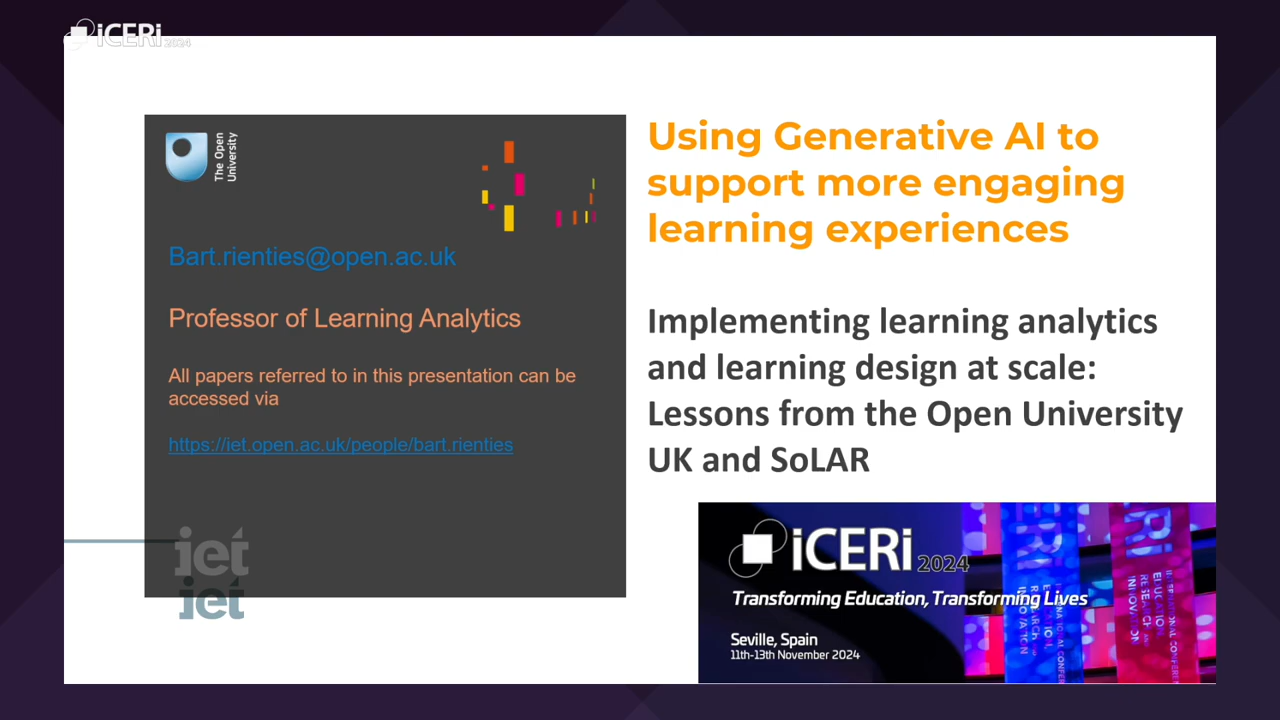 iCERi 2024
The Open
University
Bart.rienties@open.ac.uk
Professor of Learning Analytics
All papers referred to in this presentation can be
accessed via
https://iet.open.ac.uk/people/bart.rienties
iet
iet
Using Generative AI to
support more engaging
learning experiences
Implementing learning analytics
and learning design at scale:
Lessons from the Open University
UK and SoLAR
iCERi 2024
Transforming Education, Transforming Lives
Seville, Spain
11th-13th November 2024